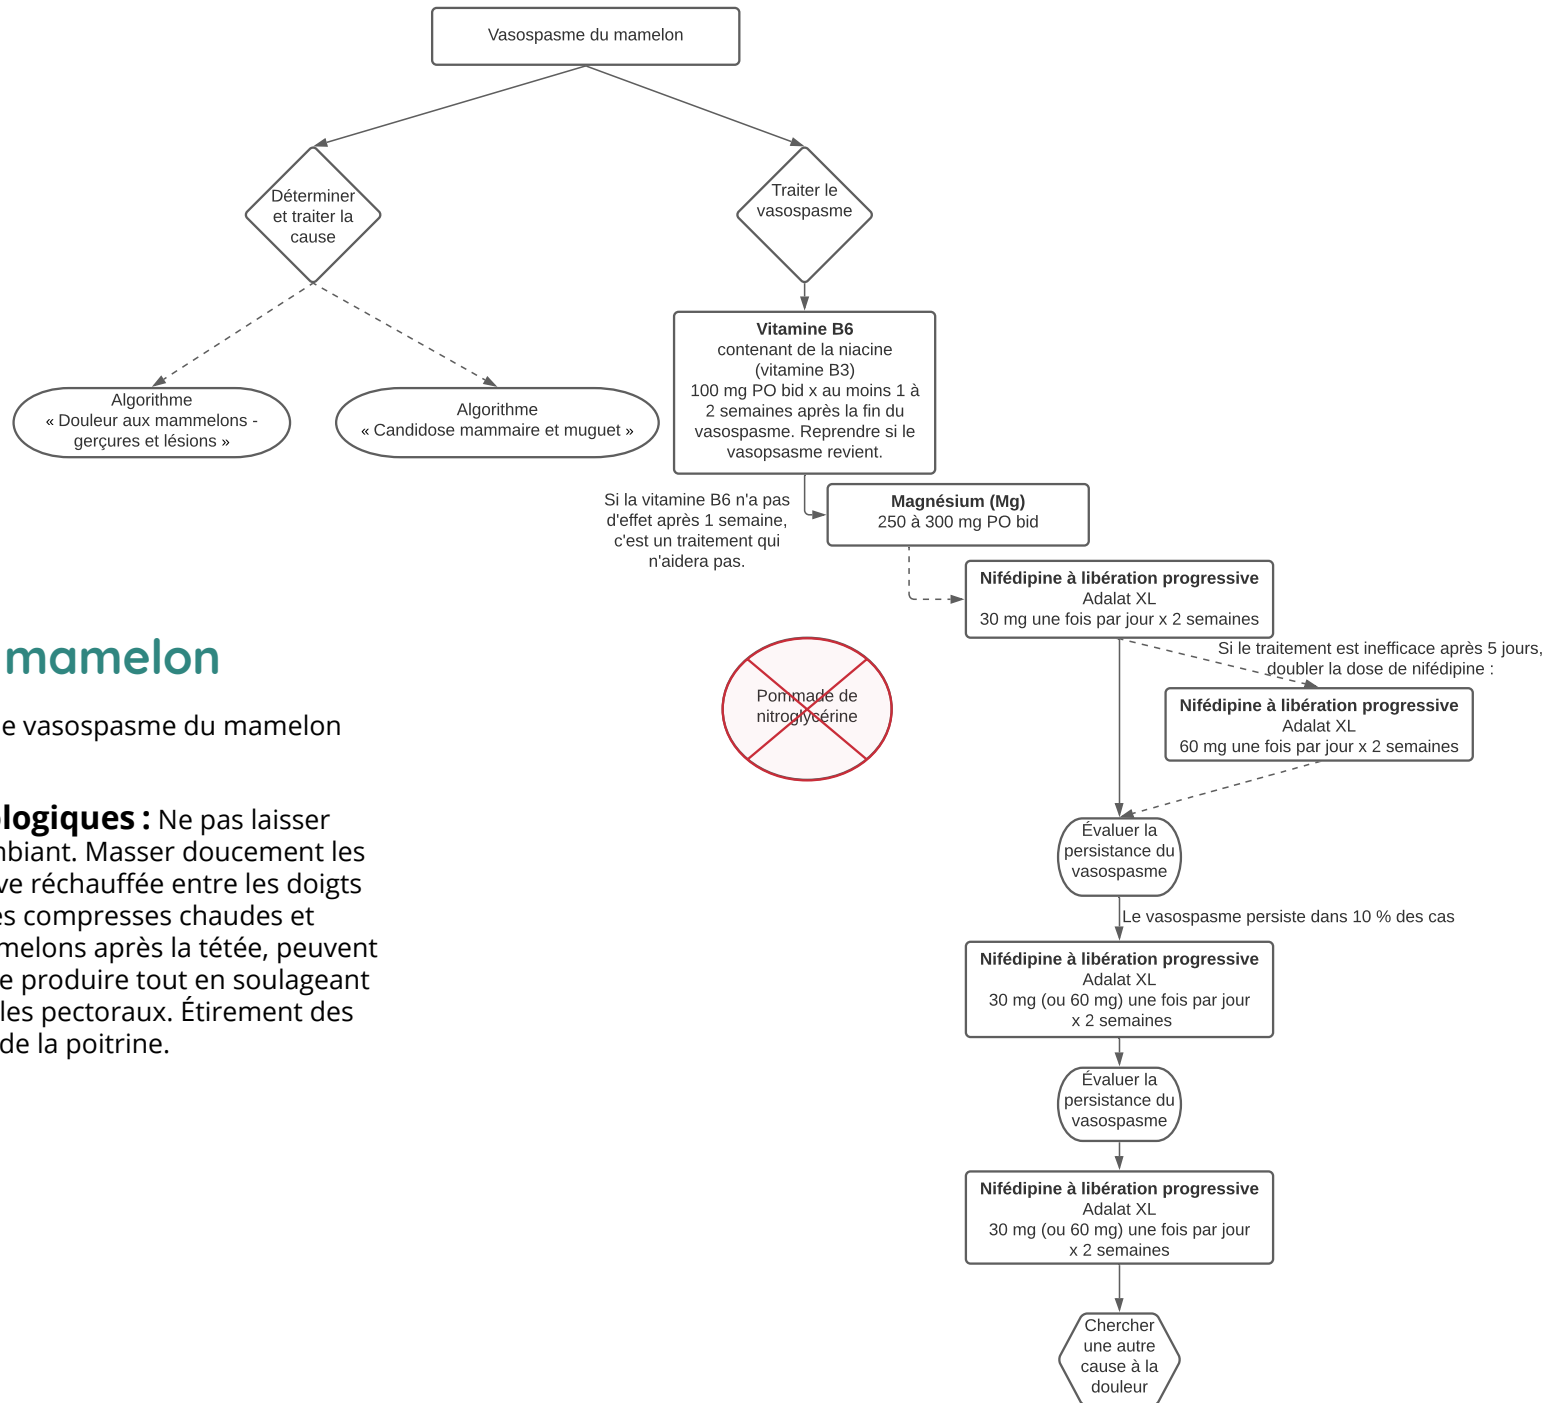 Vasospasme du mamelon
Déterminer
et traiter la
cause
Traiter le
vasospasme
Algorithme
« Douleur aux mammelons -
gerçures et lésions »
Algorithme
« Candidose mammaire et muguet »
Vitamine B6
contenant de la niacine
(vitamine B3)
100 mg PO bid x au moins 1 à
2 semaines après la fin du
vasospasme. Reprendre si le
vasopsasme revient.
Si la vitamine B6 n'a pas
d'effet après 1 semaine,
c'est un traitement qui
n'aidera pas.
Magnésium (Mg)
250 à 300 mg PO bid
Nifédipine à libération progressive
Adalat XL
30 mg une fois par jour x 2 semaines
Si le traitement est inefficace après 5 jours,
doubler la dose de nifédipine :
Nifédipine à libération progressive
Adalat XL
60 mg une fois par jour x 2 semaines
Pommade de
nitroglycérine
Évaluer la
persistance du
vasospasme
Le vasospasme persiste dans 10 % des cas
Nifédipine à libération progressive
Adalat XL
30 mg (ou 60 mg) une fois par jour
x 2 semaines
Évaluer la
persistance du
vasospasme
Nifédipine à libération progressive
Adalat XL
30 mg (ou 60 mg) une fois par jour
x 2 semaines
Chercher
une autre
cause à la
douleur
mamelon
e vasospasme du mamelon
logiques : Ne pas laisser
nbiant. Masser doucement les
ve réchauffée entre les doigts
es compresses chaudes et
melons après la tétée, peuvent
e produire tout en soulageant
les pectoraux. Étirement des
de la poitrine.